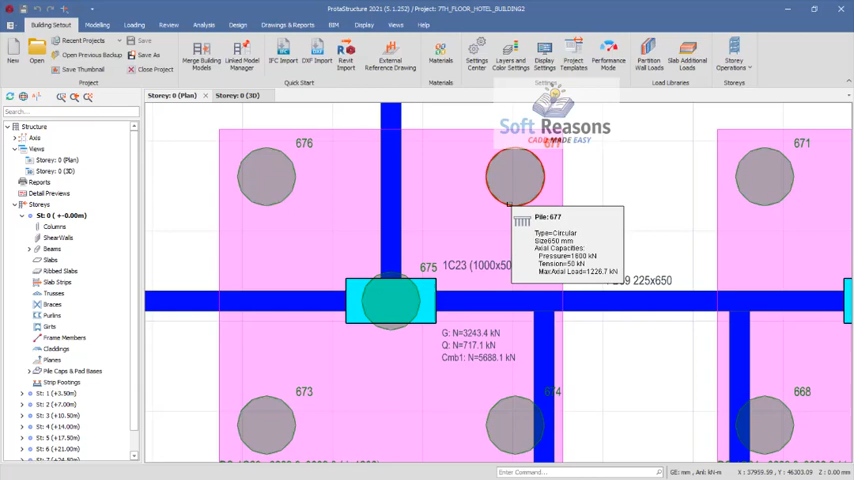 ProtaStructure 2021 (5.1.252) / Project: 7TH_FLOOR_HOTEL_BUILDING2
Building Setout
Modelling
Loading
Review
Analysis
Design
Drawings & Reports
BIM
Display
Views
Help
New
Open
Recent Projects
Open Previous Backup
Save Thumbnail
Save
Save As
Close Project
Merge Building Models
Linked Model Manager
IFC Import
DXF Import
Revit Import
External Reference Drawing
Materials
Settings Center
Layers and Color Settings
Display Settings
Project Templates
Performance Mode
Partition Wall Loads
Slab Additional Loads
Storey Operations
Project
Quick Start
Materials
Load Libraries
Storeys
Storey: 0 (Plan)
Storey: 0 (3D)
Search...
Soft Reasons
CADD MADE EASY
Structure
Axis
Views
Storey: 0 (Plan)
Storey: 0 (3D)
Reports
Detail Previews
Storeys
St: 0 (+-0.00m)
Columns
ShearWalls
Beams
Slabs
Ribbed Slabs
Slab Strips
Trusses
Braces
Purlins
Girts
Frame Members
Claddings
Planes
Pile Caps & Pad Bases
Strip Footings
St: 1 (+3.50m)
St: 2 (+7.00m)
St: 3 (+10.50m)
St: 4 (+14.00m)
St: 5 (+17.50m)
St: 6 (+21.00m)
St: 7 (+24.50m)
676
677
671
Pile: 677
Type=Circular
Size650 mm
Axial Capacities:
Pressure=1600 kN
Tension=50 kN
MaxAxial Load=1226.7 kN
675
1C23 (1000x50
225x650
G: N=3243.4 kN
Q: N=717.1 kN
Cmb1: N=5688.1 kN
673
674
668
Enter Command...
GE: mm, Anl: kN-m
X : 37959.59
Y : 46303.09
Z : 0.00 mm